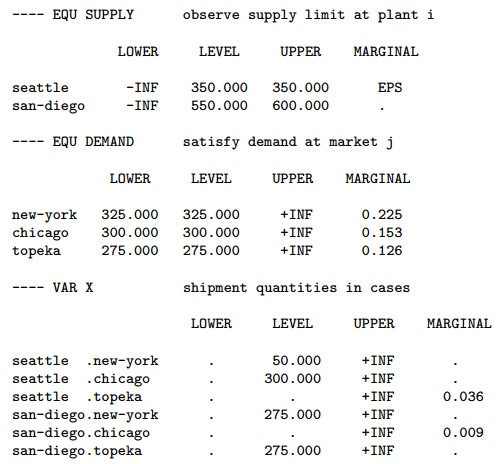 ---- EQU SUPPLY      observe supply limit at plant i
             LOWER     LEVEL     UPPER    MARGINAL
seattle       -INF    350.000   350.000      EPS
san-diego     -INF    550.000   600.000       .
---- EQU DEMAND      satisfy demand at market j
            LOWER     LEVEL     UPPER    MARGINAL
new-york   325.000   325.000     +INF      0.225
chicago    300.000   300.000     +INF      0.153
topeka     275.000   275.000     +INF      0.126
---- VAR X           shipment quantities in cases
                      LOWER     LEVEL     UPPER    MARGINAL
seattle  .new-york      .       50.000     +INF       .
seattle  .chicago       .      300.000     +INF       .
seattle  .topeka        .         .        +INF      0.036
san-diego.new-york      .      275.000     +INF       .
san-diego.chicago       .         .        +INF      0.009
san-diego.topeka        .      275.000     +INF       .